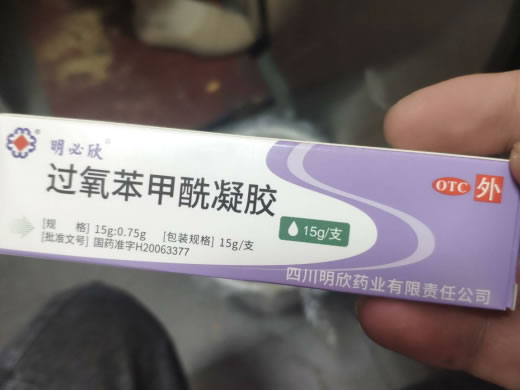 明必欣®
过氧苯甲酰凝胶
OTC 外
[规 格] 15g:0.75g [包装规格] 15g/支
15g/支
[批准文号] 国药准字H20063377
四川明欣药业有限责任公司